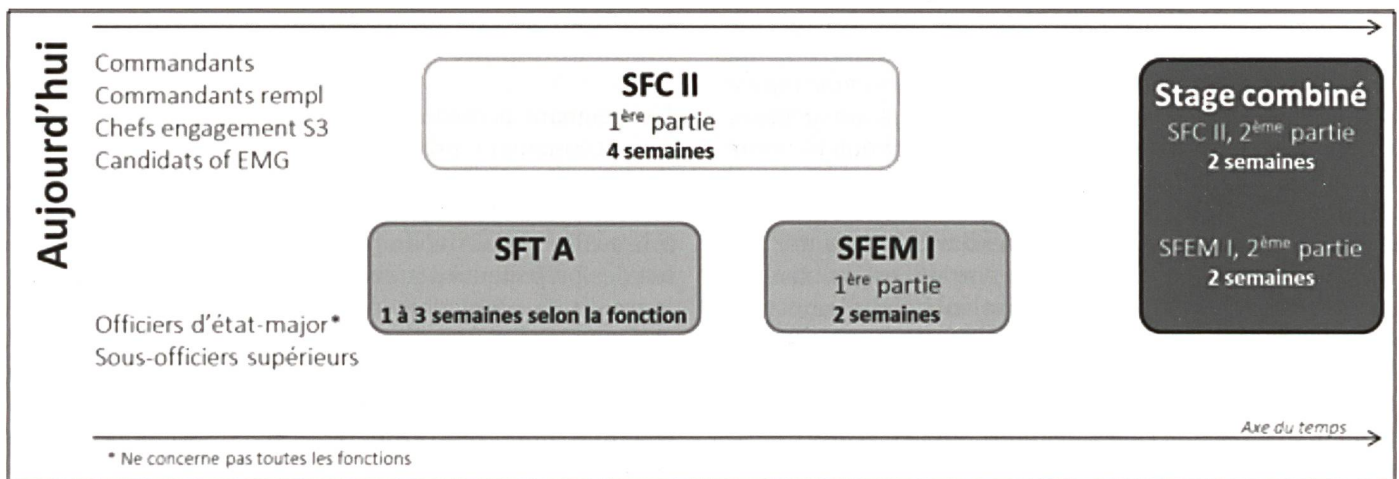 Aujourd'hui
Commandants
Commandants rempl
Chefs engagement S3
Candidats of EMG
SFC II
1ère partie
4 semaines
Stage combiné
SFC II, 2ème partie
2 semaines
SFEM I, 2ème partie
2 semaines
SFT A
1 à 3 semaines selon la fonction
SFEM I
1ère partie
2 semaines
Officiers d'état-major*
Sous-officiers supérieurs
Axe du temps
* Ne concerne pas toutes les fonctions